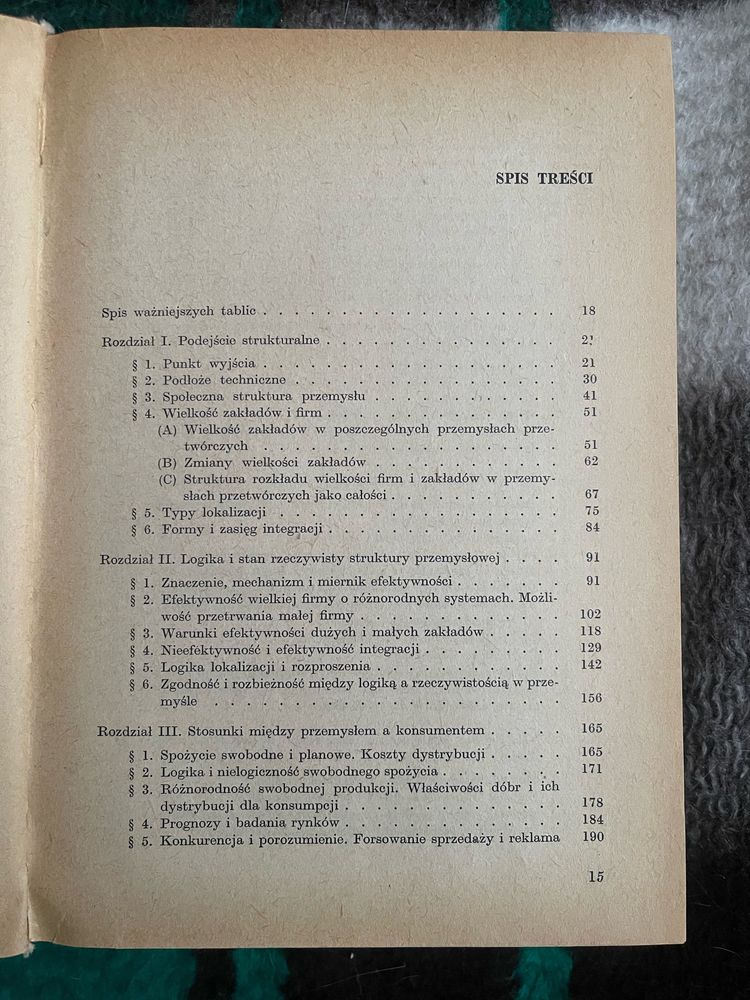 SPIS TREŚCI
Spis ważniejszych tablic . . . . . . . . . . . . . . . . . . . 18
Rozdział I. Podejście strukturalne . . . . . . . . . . . . . . . 21
§ 1. Punkt wyjścia . . . . . . . . . . . . . . . . . . . 21
§ 2. Podłoże techniczne . . . . . . . . . . . . . . . . . 30
§ 3. Społeczna struktura przemysłu . . . . . . . . . . . . 41
§ 4. Wielkość zakładów i firm . . . . . . . . . . . . . . . 51
(A) Wielkość zakładów w poszczególnych przemysłach prze-
twórczych . . . . . . . . . . . . . . . . . . 51
(B) Zmiany wielkości zakładów . . . . . . . . . . . . 62
(C) Struktura rozkładu wielkości firm i zakładów w przemy-
słach przetwórczych jako całości . . . . . . . . . . . 67
§ 5. Typy lokalizacji . . . . . . . . . . . . . . . . . . 75
§ 6. Formy i zasięg integracji . . . . . . . . . . . . . . . 84
Rozdział II. Logika i stan rzeczywisty struktury przemysłowej . . . . 91
§ 1. Znaczenie, mechanizm i miernik efektywności . . . . . . . 91
§ 2. Efektywność wielkiej firmy o różnorodnych systemach. Możli-
wość przetrwania małej firmy . . . . . . . . . . . . . 102
§ 3. Warunki efektywności dużych i małych zakładów . . . . . 118
§ 4. Nieefektywność i efektywność integracji . . . . . . . . . 129
§ 5. Logika lokalizacji i rozproszenia . . . . . . . . . . . . 142
§ 6. Zgodność i rozbieżność między logiką a rzeczywistością w prze-
myśle . . . . . . . . . . . . . . . . . . . . . . 156
Rozdział III. Stosunki między przemysłem a konsumentem . . . . . 165
§ 1. Spożycie swobodne i planowe. Koszty dystrybucji . . . . . 165
§ 2. Logika i nielogiczność swobodnego spożycia . . . . . . . . 171
§ 3. Różnorodność swobodnej produkcji. Właściwości dóbr i ich
dystrybucji dla konsumpcji . . . . . . . . . . . . . . 178
§ 4. Prognozy i badania rynków . . . . . . . . . . . . . . 184
§ 5. Konkurencja i porozumienie. Forsowanie sprzedaży i reklama 190
15